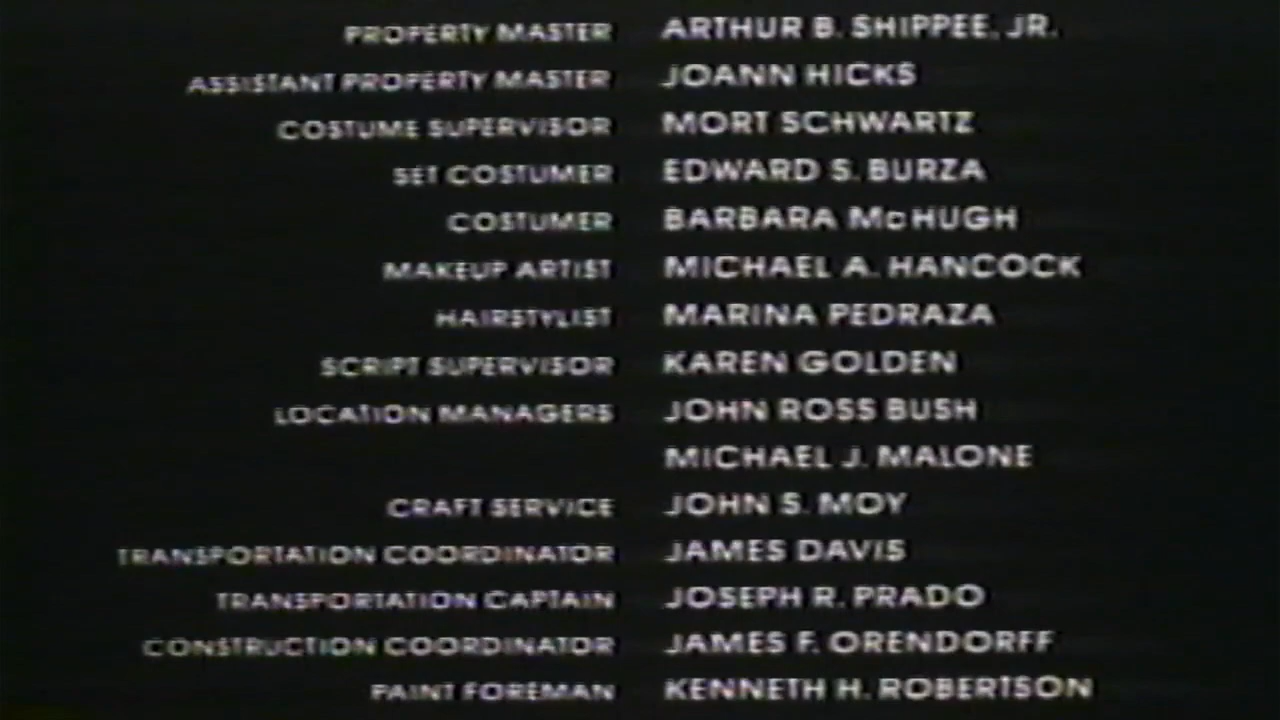 PROPERTY MASTER ARTHUR B. SHIPPEE, JR.
ASSISTANT PROPERTY MASTER JOANN HICKS
COSTUME SUPERVISOR MORT SCHWARTZ
SET COSTUMER EDWARD S. BURZA
COSTUMER BARBARA McHUGH
MAKEUP ARTIST MICHAEL A. HANCOCK
HAIRSTYLIST MARINA PEDRAZA
SCRIPT SUPERVISOR KAREN GOLDEN
LOCATION MANAGERS JOHN ROSS BUSH
MICHAEL J. MALONE
CRAFT SERVICE JOHN S. MOY
TRANSPORTATION COORDINATOR JAMES DAVIS
TRANSPORTATION CAPTAIN JOSEPH R. PRADO
CONSTRUCTION COORDINATOR JAMES F. ORENDORFF
PAINT FOREMAN KENNETH H. ROBERTSON